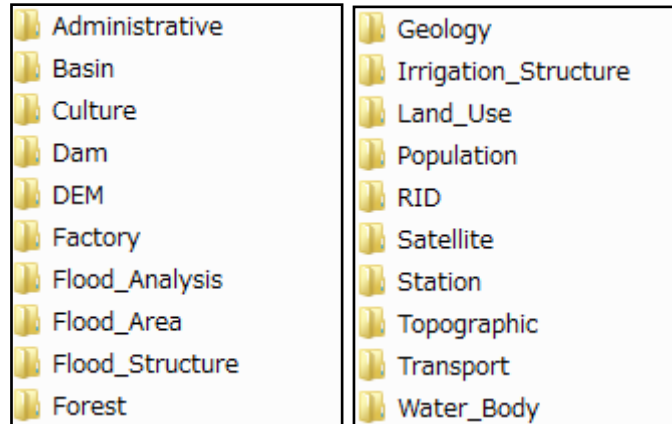 Administrative
Basin
Culture
Dam
DEM
Factory
Flood_Analysis
Flood_Area
Flood_Structure
Forest
Geology
Irrigation_Structure
Land_Use
Population
RID
Satellite
Station
Topographic
Transport
Water_Body